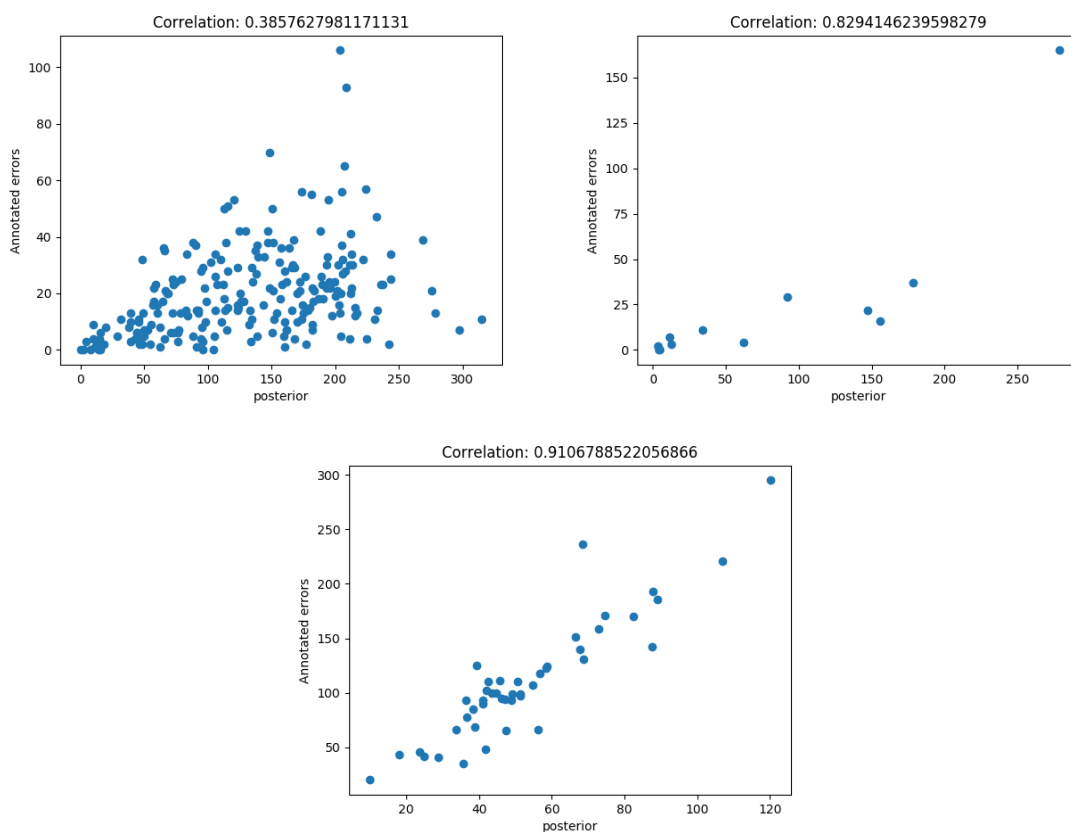 Correlation: 0.3857627981171131
100
80
60
40
20
0
Annotated errors
0 50 100 150 200 250 300
posterior
Correlation: 0.8294146239598279
150
125
100
75
50
25
0
Annotated errors
0 50 100 150 200 250
posterior
Correlation: 0.9106788522056866
300
250
200
150
100
50
Annotated errors
20 40 60 80 100 120
posterior